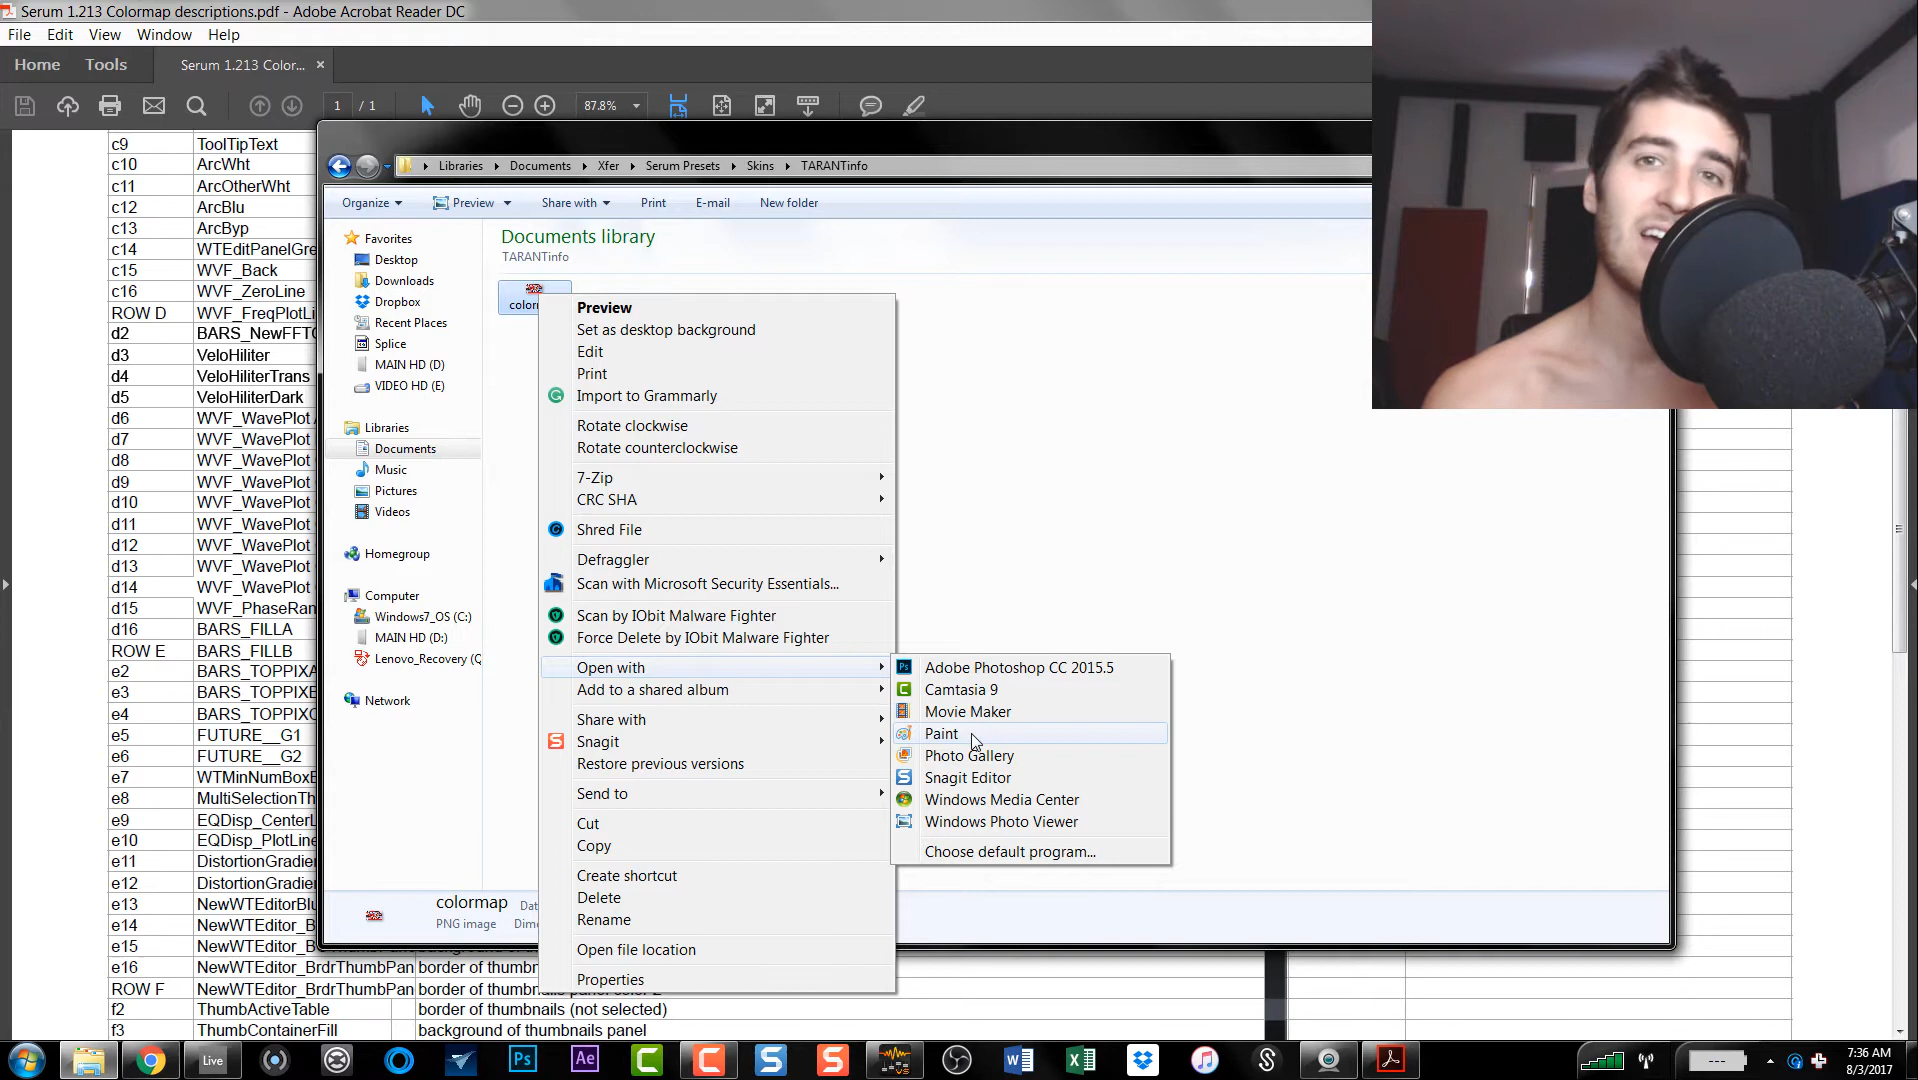 Serum 1.213 Colormap descriptions.pdf - Adobe Acrobat Reader DC
File Edit View Window Help
Home Tools Serum 1.213 Color... ×
1 / 1 87.8%
c9 ToolTipText
c10 ArcWht
c11 ArcOtherWht
c12 ArcBlu
c13 ArcByp
c14 WTEditPanelGre
c15 WVF_Back
c16 WVF_ZeroLine
ROW D WVF_FreqPlotLi
d2 BARS_NewFFTC
d3 VeloHiliter
d4 VeloHiliterTrans
d5 VeloHiliterDark
d6 WVF_WavePlot
d7 WVF_WavePlot
d8 WVF_WavePlot
d9 WVF_WavePlot
d10 WVF_WavePlot
d11 WVF_WavePlot
d12 WVF_WavePlot
d13 WVF_WavePlot
d14 WVF_WavePlot
d15 WVF_PhaseRan
d16 BARS_FILLA
ROW E BARS_FILLB
e2 BARS_TOPPIXA
e3 BARS_TOPPIXE
e4 BARS_TOPPIXC
e5 FUTURE__G1
e6 FUTURE__G2
e7 WTMinNumBoxE
e8 MultiSelectionTh
e9 EQDisp_CenterL
e10 EQDisp_PlotLine
e11 DistortionGradie
e12 DistortionGradie
e13 NewWTEditorBlu
e14 NewWTEditor_B
e15 NewWTEditor_B
e16 NewWTEditor_BrdrThumbPan border of thumbn
ROW F NewWTEditor_BrdrThumbPan border of thumbnails panel color 2
f2 ThumbActiveTable border of thumbnails (not selected)
f3 ThumbContainerFill background of thumbnails panel
Libraries Documents Xfer Serum Presets Skins TARANTinfo
Organize Preview Share with Print E-mail New folder
Favorites
Desktop
Downloads
Dropbox
Recent Places
Splice
MAIN HD (D)
VIDEO HD (E)
Libraries
Documents
Music
Pictures
Videos
Homegroup
Computer
Windows7_OS (C:)
MAIN HD (D:)
Lenovo_Recovery (Q
Network
Documents library
TARANTinfo
color
Preview
Set as desktop background
Edit
Print
Import to Grammarly
Rotate clockwise
Rotate counterclockwise
7-Zip
CRC SHA
Shred File
Defraggler
Scan with Microsoft Security Essentials...
Scan by IObit Malware Fighter
Force Delete by IObit Malware Fighter
Open with
Add to a shared album
Share with
Snagit
Restore previous versions
Send to
Cut
Copy
Create shortcut
Delete
Rename
Open file location
Properties
Adobe Photoshop CC 2015.5
Camtasia 9
Movie Maker
Paint
Photo Gallery
Snagit Editor
Windows Media Center
Windows Photo Viewer
Choose default program...
colormap Dat
PNG image Dime
Live Ps Ae
7:36 AM
8/3/2017